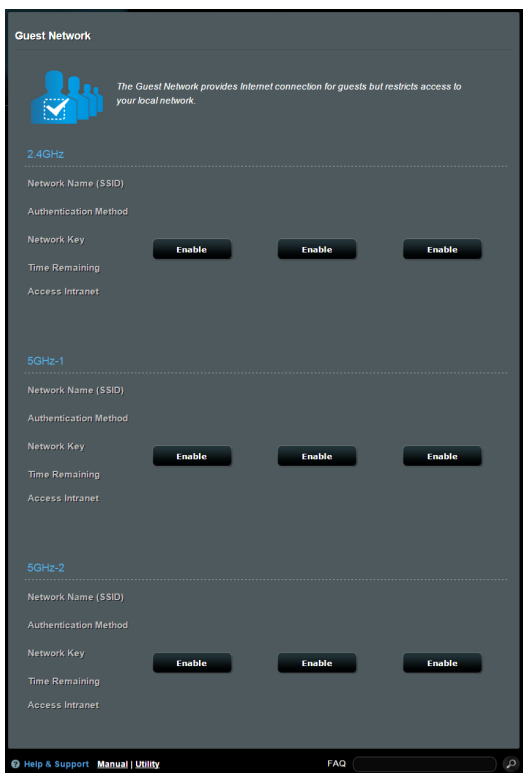 Guest Network
The Guest Network provides Internet connection for guests but restricts access to
your local network.
2.4GHz
Network Name (SSID)
Authentication Method
Network Key
Enable Enable Enable
Time Remaining
Access Intranet
5GHz-1
Network Name (SSID)
Authentication Method
Network Key
Enable Enable Enable
Time Remaining
Access Intranet
5GHz-2
Network Name (SSID)
Authentication Method
Network Key
Enable Enable Enable
Time Remaining
Access Intranet
Help & Support Manual | Utility FAQ